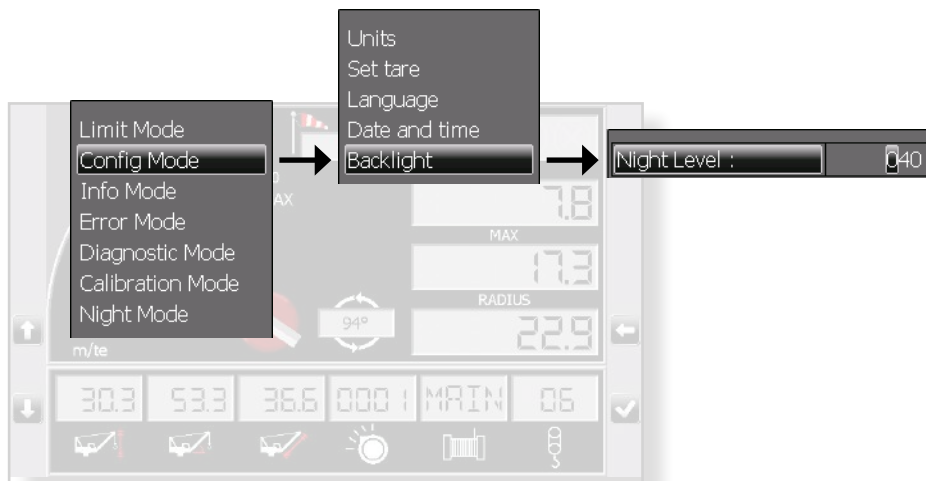 Units
Set tare
Language
Date and time
Backlight
Limit Mode
Config Mode
Info Mode
Error Mode
Diagnostic Mode
Calibration Mode
Night Mode
Night Level : 040
AX
7.8
MAX
17.3
RADIUS
94°
22.9
m/te
30.3 53.3 36.6 0001 MAIN 06